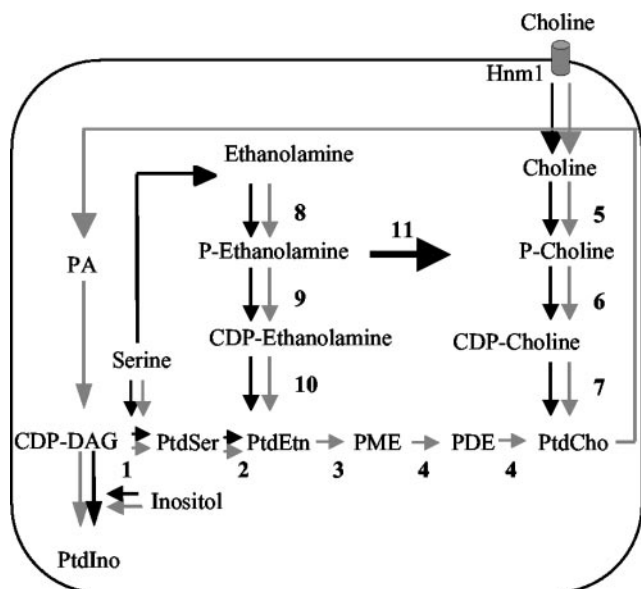 Choline
Hnm1
Ethanolamine
Choline
8
5
11
PA
P-Ethanolamine
P-Choline
9
6
CDP-Ethanolamine
CDP-Choline
Serine
10
7
CDP-DAG
PtdSer
PtdEtn
PME
PDE
PtdCho
1
2
3
4
4
Inositol
PtdIno